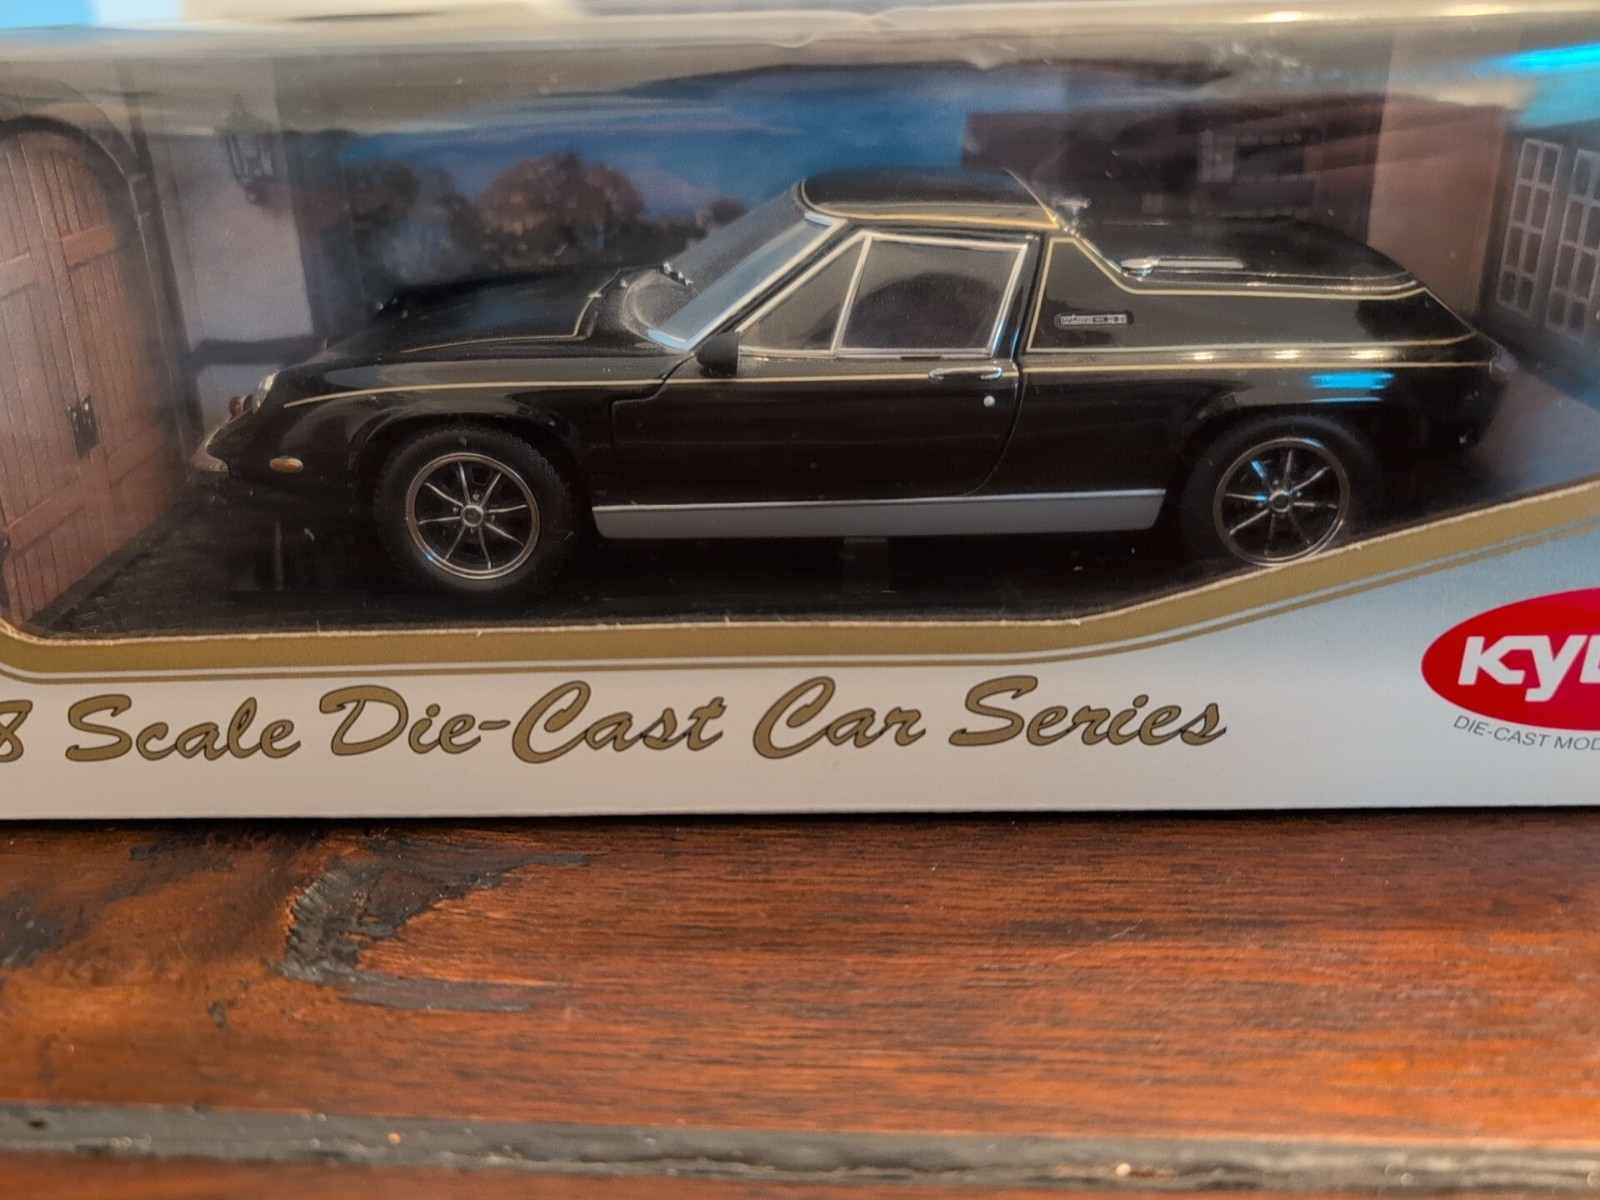 8 Scale Die-Cast Car Series
KY
DIE-CAST MOD